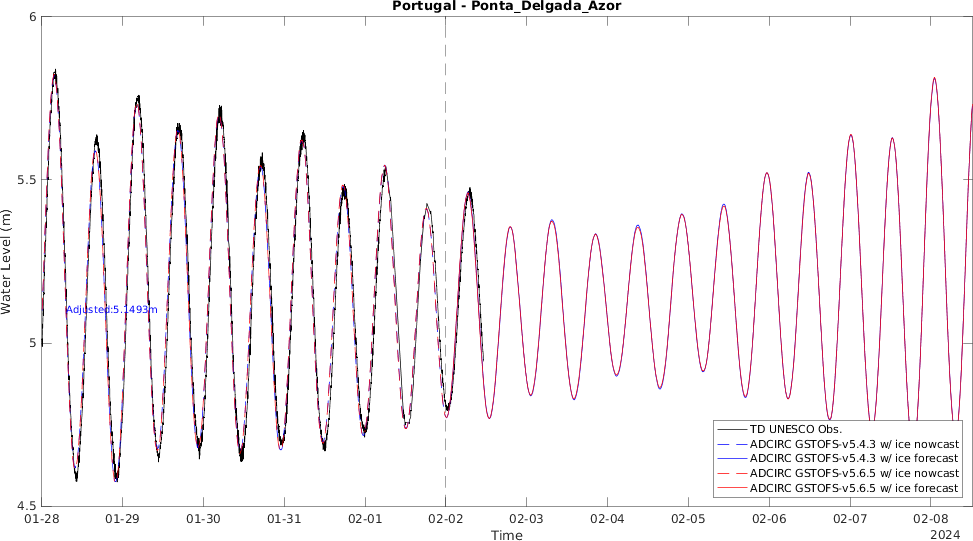 Portugal - Ponta_Delgada_Azor
6
5.5
5
4.5
Water Level (m)
Adjusted:5.1493m
TD UNESCO Obs.
ADCIRC GSTOFS-v5.4.3 w/ ice nowcast
ADCIRC GSTOFS-v5.4.3 w/ ice forecast
ADCIRC GSTOFS-v5.6.5 w/ ice nowcast
ADCIRC GSTOFS-v5.6.5 w/ ice forecast
01-28 01-29 01-30 01-31 02-01 02-02 02-03 02-04 02-05 02-06 02-07 02-08
Time
2024